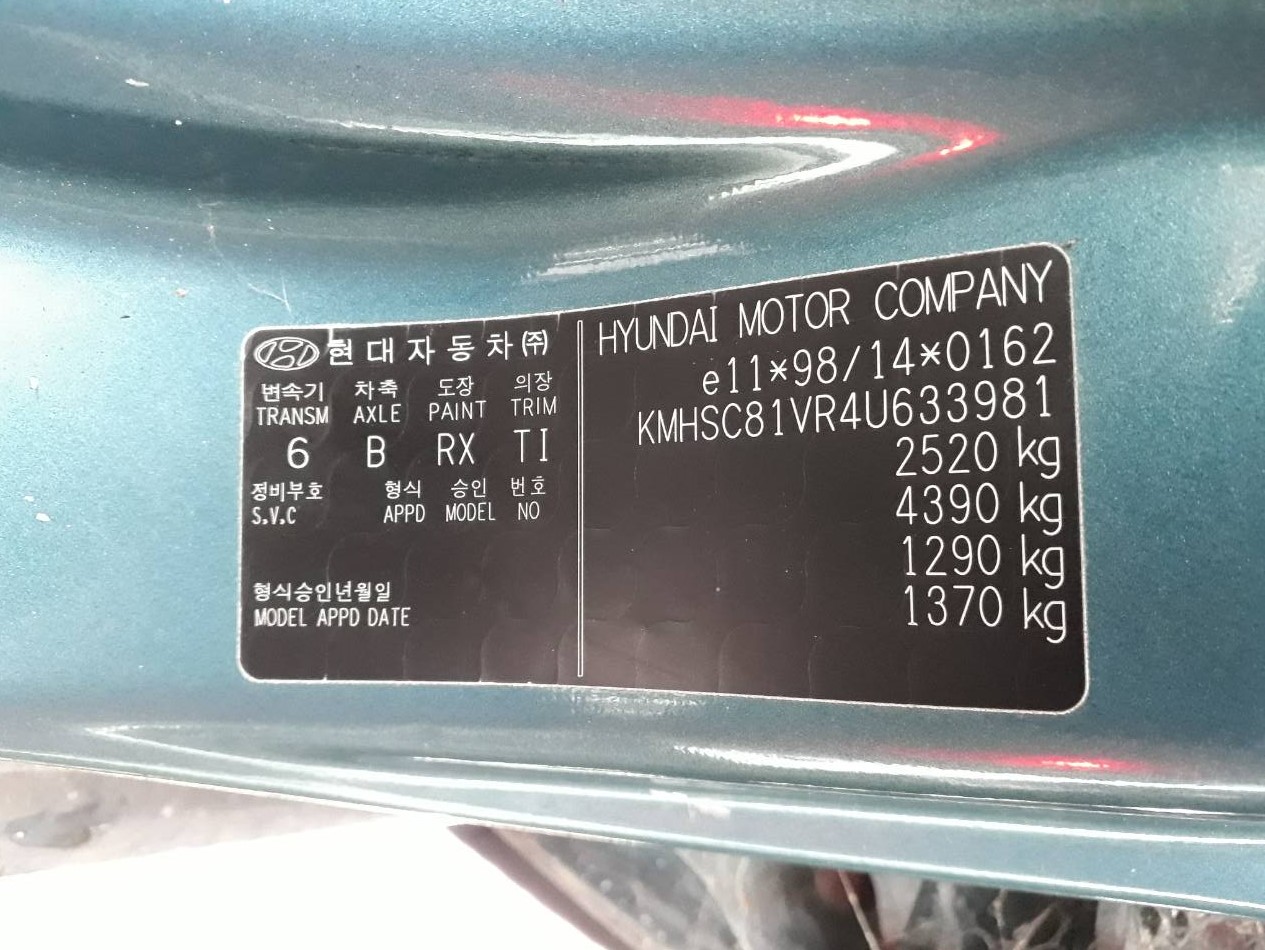 현대자동차㈜
변속기 차축 도장 의장
TRANSM AXLE PAINT TRIM
6 B RX TI
정비부호 형식 승인 번호
S.V.C APPD MODEL NO
형식승인년월일
MODEL APPD DATE
HYUNDAI MOTOR COMPANY
e11*98/14*0162
KMHSC81VR4U633981
2520 kg
4390 kg
1290 kg
1370 kg